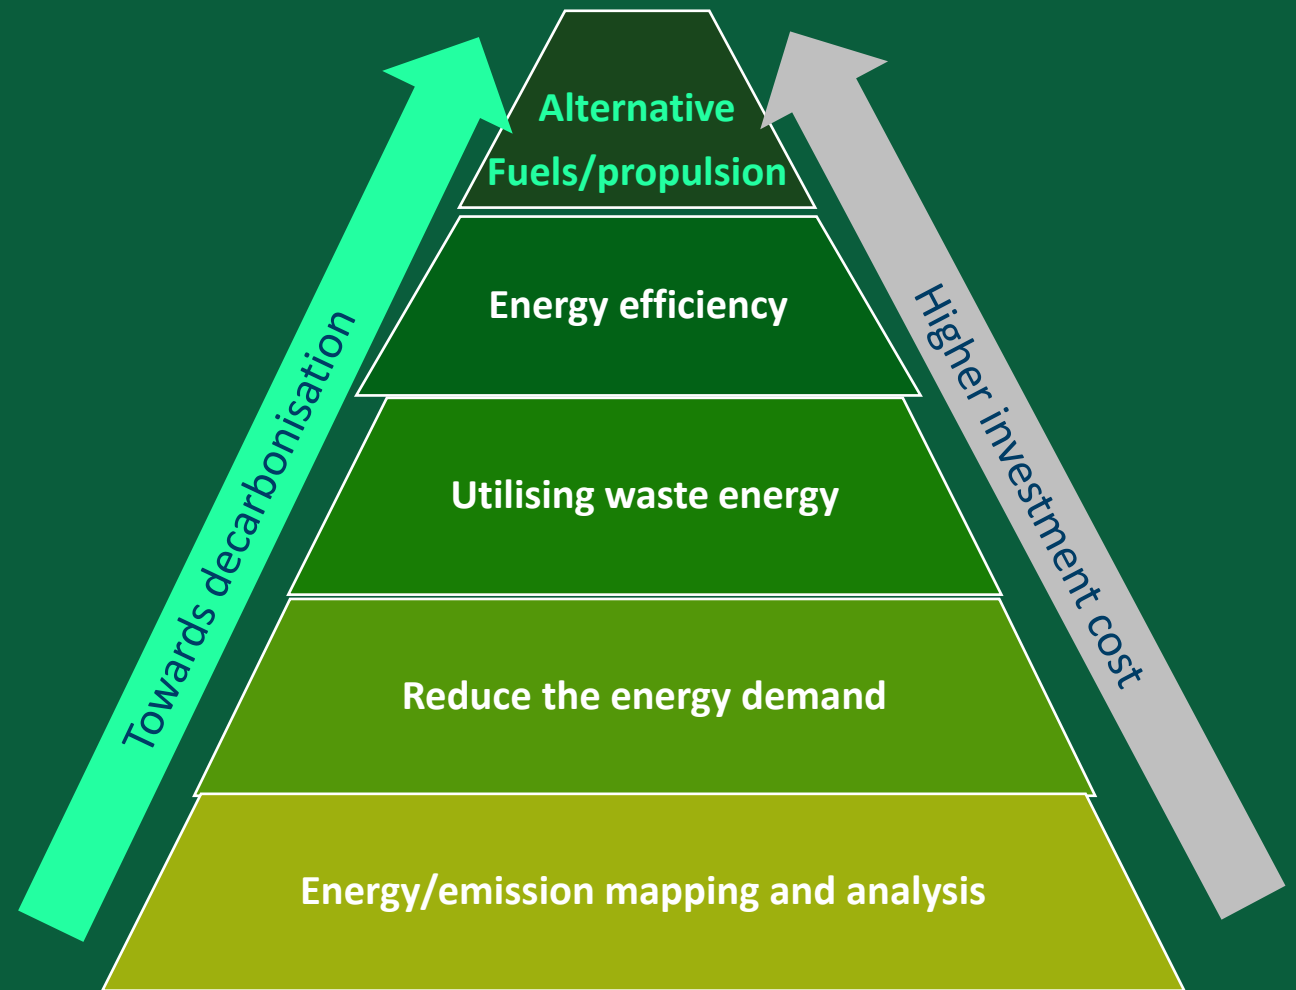 Alternative
Fuels/propulsion
Energy efficiency
Utilising waste energy
Reduce the energy demand
Energy/emission mapping and analysis
Towards decarbonisation
Higher investment cost